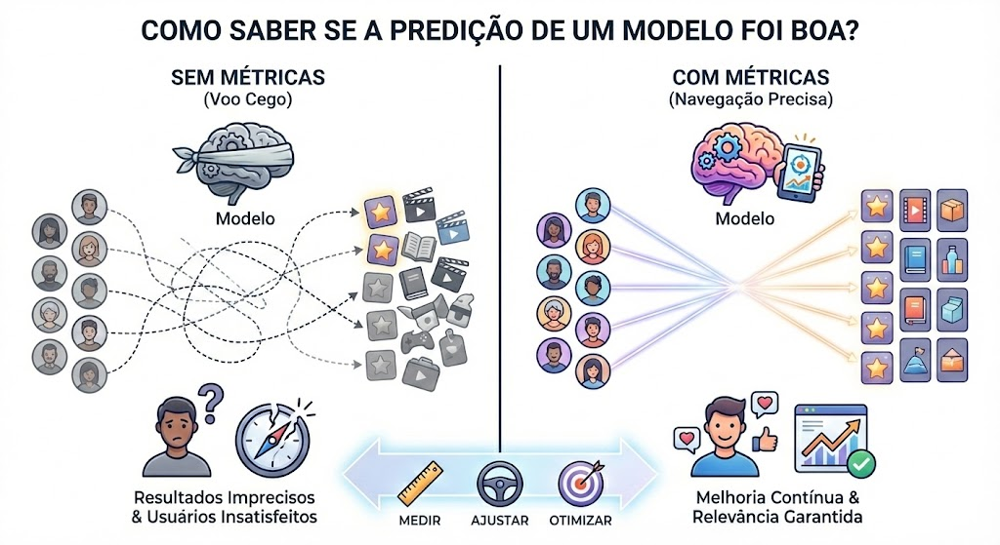 COMO SABER SE A PREDIÇÃO DE UM MODELO FOI BOA?
SEM MÉTRICAS
(Voo Cego)
Modelo
Resultados Imprecisos
& Usuários Insatisfeitos
COM MÉTRICAS
(Navegação Precisa)
Modelo
Melhoria Contínua &
Relevância Garantida
MEDIR
AJUSTAR
OTIMIZAR